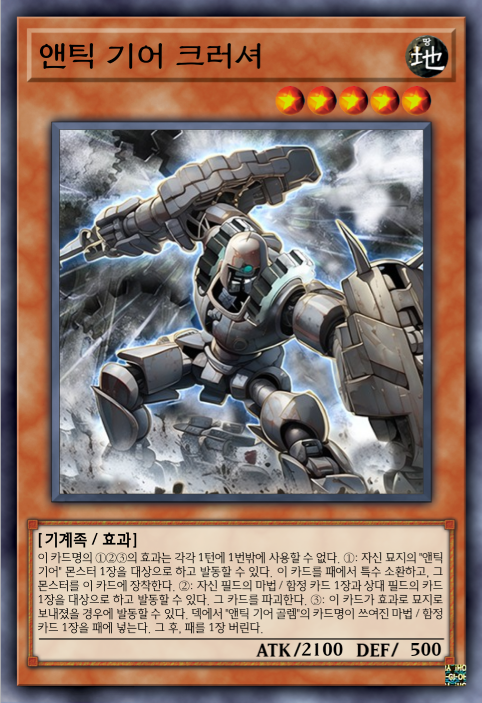 앤틱 기어 크러셔
땅
地
[기계족 / 효과]
이 카드명의 ①②③의 효과는 각각 1턴에 1번밖에 사용할 수 없다. ①: 자신 묘지의 "앤틱
기어" 몬스터 1장을 대상으로 하고 발동할 수 있다. 이 카드를 패에서 특수 소환하고, 그
몬스터를 이 카드에 장착한다. ②: 자신 필드의 마법 / 함정 카드 1장과 상대 필드의 카드
1장을 대상으로 하고 발동할 수 있다. 그 카드를 파괴한다. ③: 이 카드가 효과로 묘지로
보내졌을 경우에 발동할 수 있다. 덱에서 "앤틱 기어 골렘"의 카드명이 쓰여진 마법 / 함정
카드 1장을 패에 넣는다. 그 후, 패를 1장 버린다.
ATK/2100 DEF/ 500